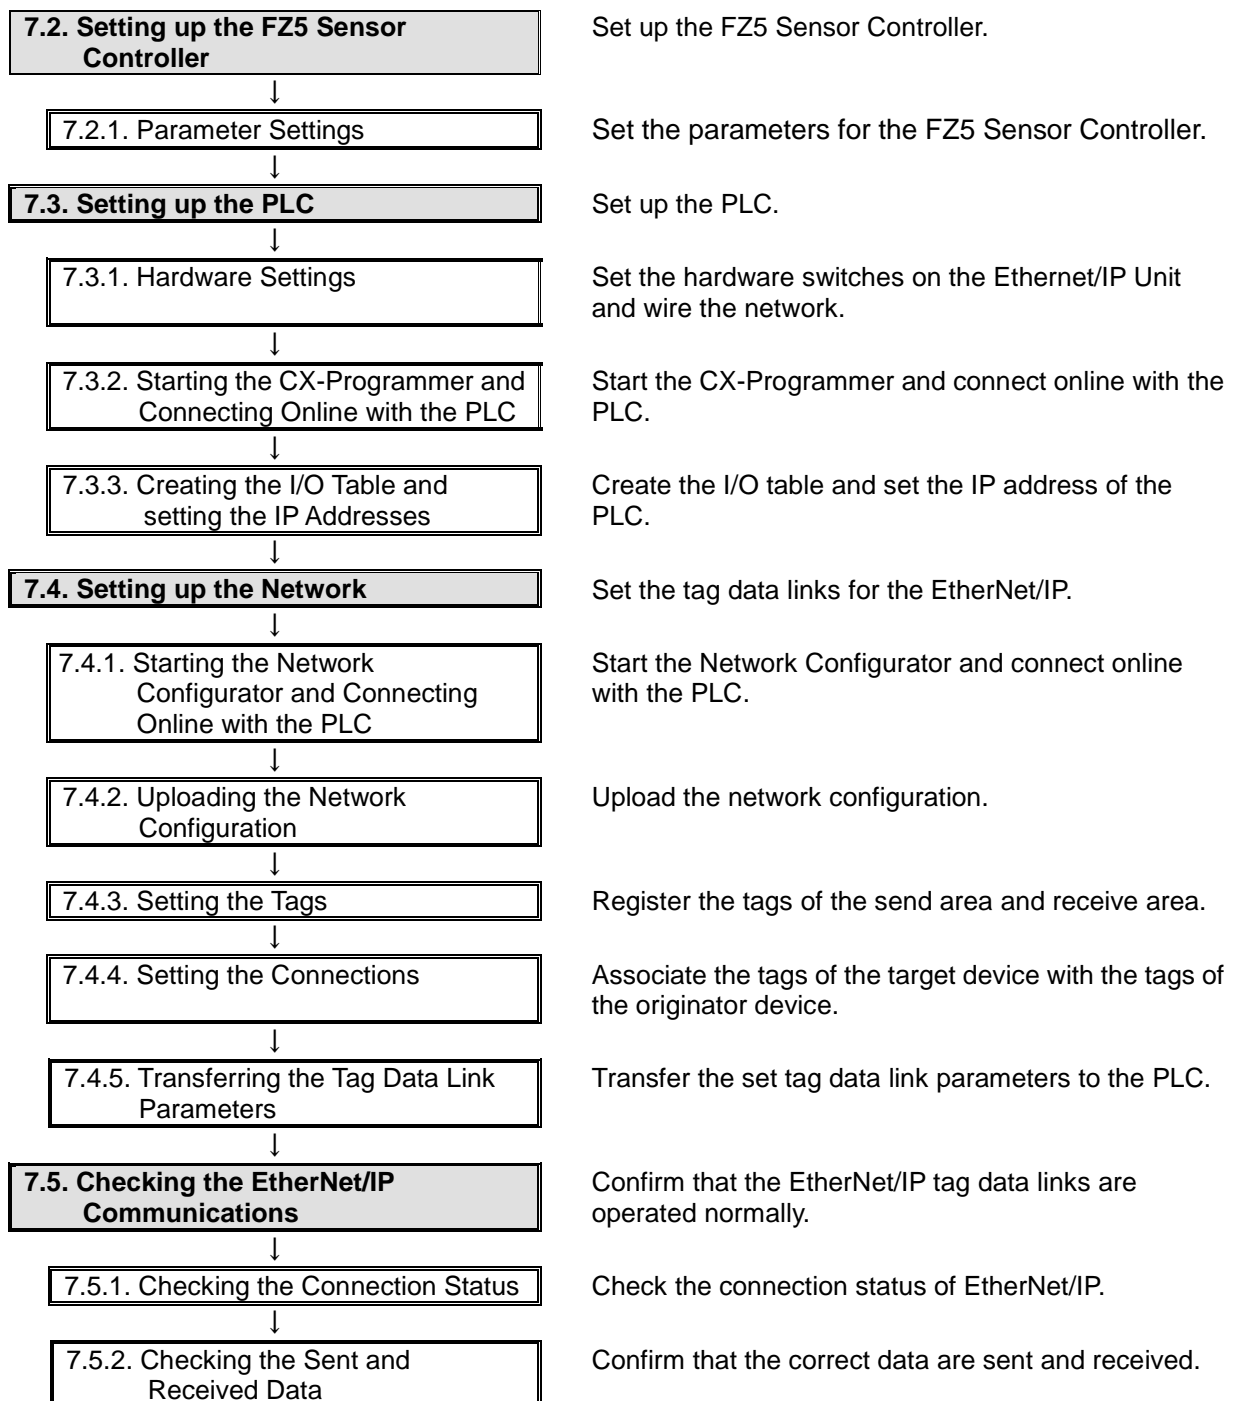 7.2. Setting up the FZ5 Sensor
Controller
Set up the FZ5 Sensor Controller.
↓
7.2.1. Parameter Settings
Set the parameters for the FZ5 Sensor Controller.
↓
7.3. Setting up the PLC
Set up the PLC.
↓
7.3.1. Hardware Settings
Set the hardware switches on the Ethernet/IP Unit
and wire the network.
↓
7.3.2. Starting the CX-Programmer and
Connecting Online with the PLC
Start the CX-Programmer and connect online with the
PLC.
↓
7.3.3. Creating the I/O Table and
setting the IP Addresses
Create the I/O table and set the IP address of the
PLC.
↓
7.4. Setting up the Network
Set the tag data links for the EtherNet/IP.
↓
7.4.1. Starting the Network
Configurator and Connecting
Online with the PLC
Start the Network Configurator and connect online
with the PLC.
↓
7.4.2. Uploading the Network
Configuration
Upload the network configuration.
↓
7.4.3. Setting the Tags
Register the tags of the send area and receive area.
↓
7.4.4. Setting the Connections
Associate the tags of the target device with the tags of
the originator device.
↓
7.4.5. Transferring the Tag Data Link
Parameters
Transfer the set tag data link parameters to the PLC.
↓
7.5. Checking the EtherNet/IP
Communications
Confirm that the EtherNet/IP tag data links are
operated normally.
↓
7.5.1. Checking the Connection Status
Check the connection status of EtherNet/IP.
↓
7.5.2. Checking the Sent and
Received Data
Confirm that the correct data are sent and received.